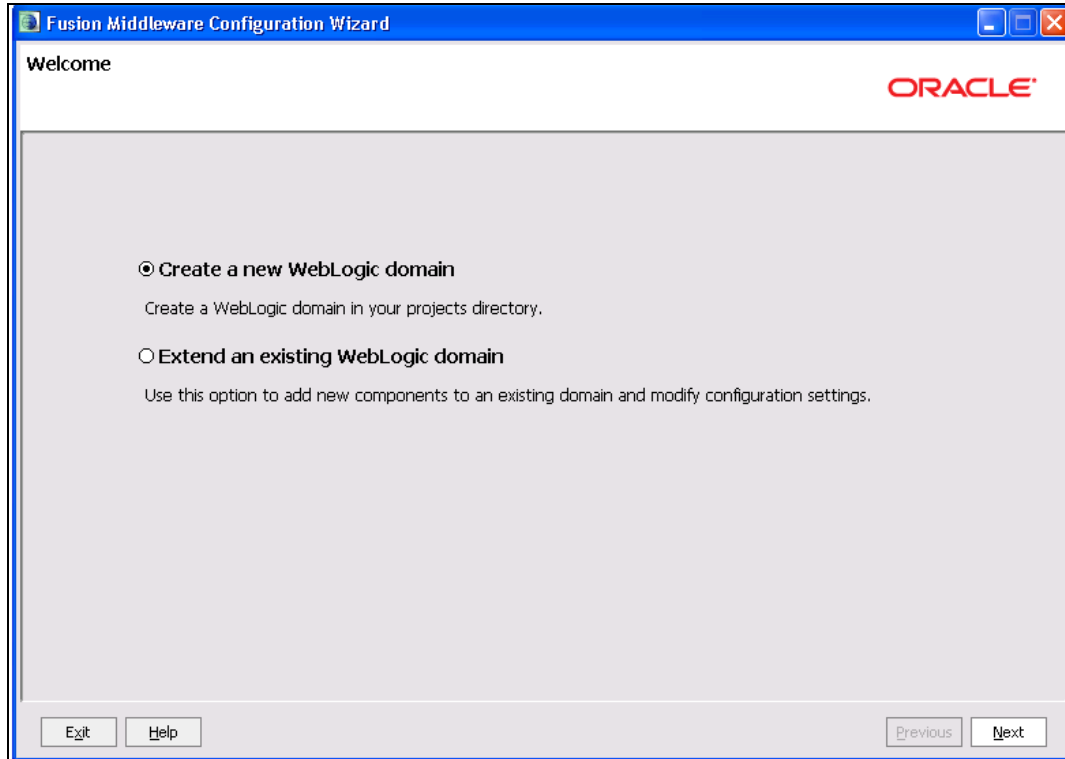 Fusion Middleware Configuration Wizard
Welcome
ORACLE
Create a new WebLogic domain
Create a WebLogic domain in your projects directory.
Extend an existing WebLogic domain
Use this option to add new components to an existing domain and modify configuration settings.
Exit Help Previous Next